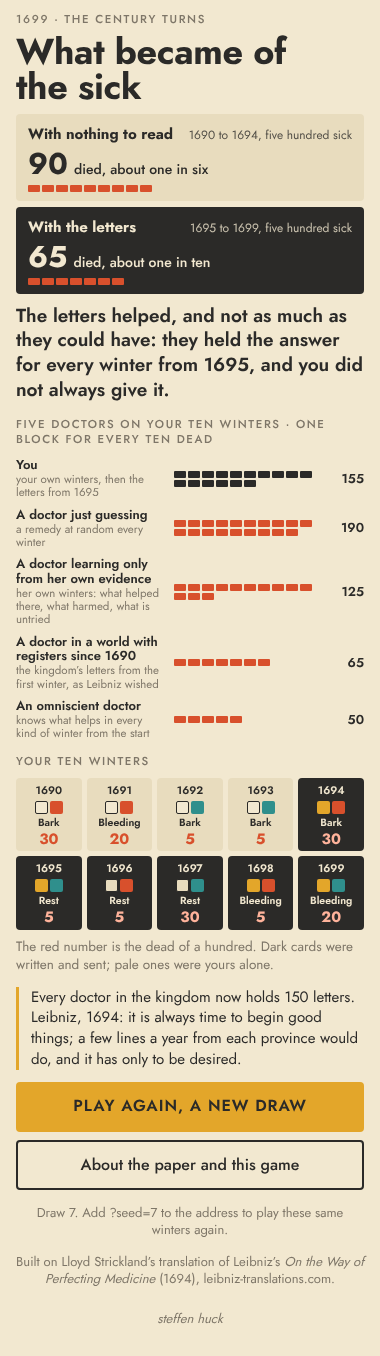 1699 · THE CENTURY TURNS
What became of
the sick
With nothing to read 1690 to 1694, five hundred sick
90 died, about one in six
With the letters 1695 to 1699, five hundred sick
65 died, about one in ten
The letters helped, and not as much as
they could have: they held the answer
for every winter from 1695, and you did
not always give it.
FIVE DOCTORS ON YOUR TEN WINTERS · ONE
BLOCK FOR EVERY TEN DEAD
You
your own winters, then the
letters from 1695
155
A doctor just guessing
a remedy at random every
winter
190
A doctor learning only
from her own evidence
her own winters: what helped
there, what harmed, what is
untried
125
A doctor in a world with
registers since 1690
the kingdom's letters from the
first winter, as Leibniz wished
65
An omniscient doctor
knows what helps in every
kind of winter from the start
50
YOUR TEN WINTERS
1690 1691 1692 1693 1694
Bark Bleeding Bark Bark Bark
30 20 5 5 30
1695 1696 1697 1698 1699
Rest Rest Rest Bleeding Bleeding
5 5 30 5 20
The red number is the dead of a hundred. Dark cards were
written and sent; pale ones were yours alone.
Every doctor in the kingdom now holds 150 letters.
Leibniz, 1694: it is always time to begin good
things; a few lines a year from each province would
do, and it has only to be desired.
PLAY AGAIN, A NEW DRAW
About the paper and this game
Draw 7. Add ?seed=7 to the address to play these same
winters again.
Built on Lloyd Strickland's translation of Leibniz's On the Way of
Perfecting Medicine (1694), leibniz-translations.com.
steffen huck